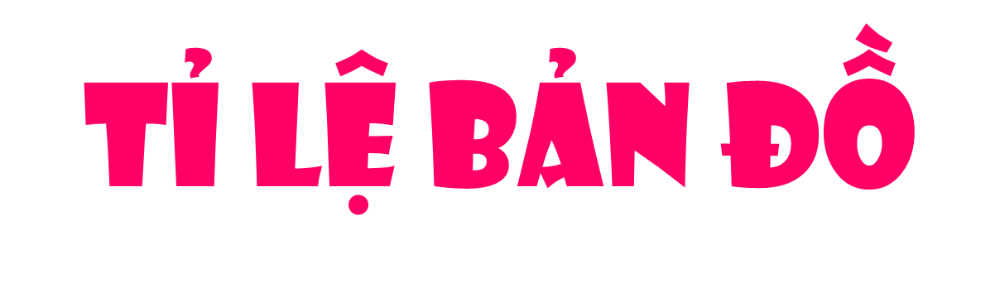 TỈ LỆ BẢN ĐỒ